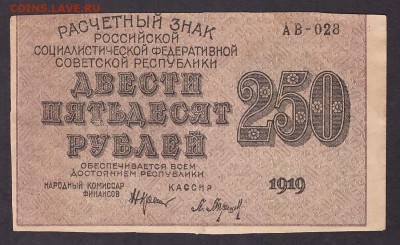 COINS.LAVE.RU
РАСЧЕТНЫЙ ЗНАК
АВ-028
РОССИЙСКОЙ
СОЦИАЛИСТИЧЕСКОЙ ФЕДЕРАТИВНОЙ
СОВЕТСКОЙ РЕСПУБЛИКИ
ДВЕСТИ
ПЯТЬДЕСЯТ
РУБЛЕЙ
250
ОБЕСПЕЧИВАЕТСЯ ВСЕМ
ДОСТОЯНИЕМ РЕСПУБЛИКИ
НАРОДНЫЙ КОМИССАР
ФИНАНСОВ
КАССИР
1919